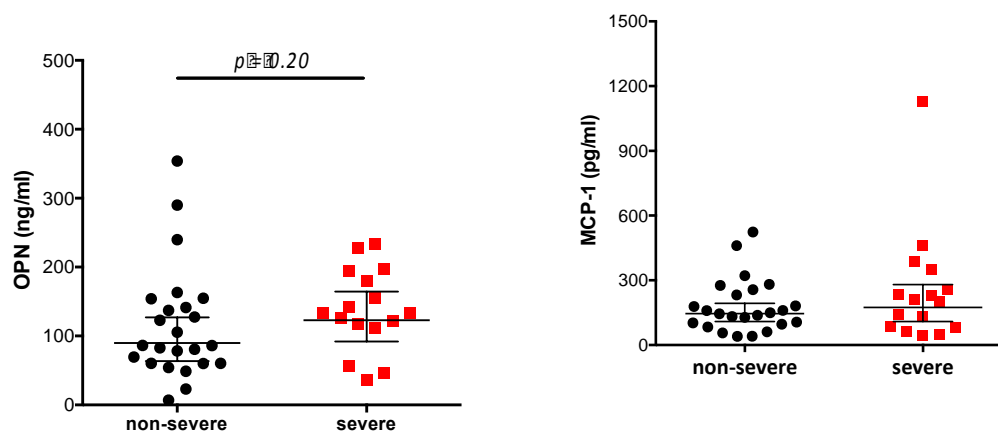 p = 0.20
500
400
300
200
100
0
OPN (ng/ml)
non-severe
severe
1500
1200
900
600
300
0
MCP-1 (pg/ml)
non-severe
severe